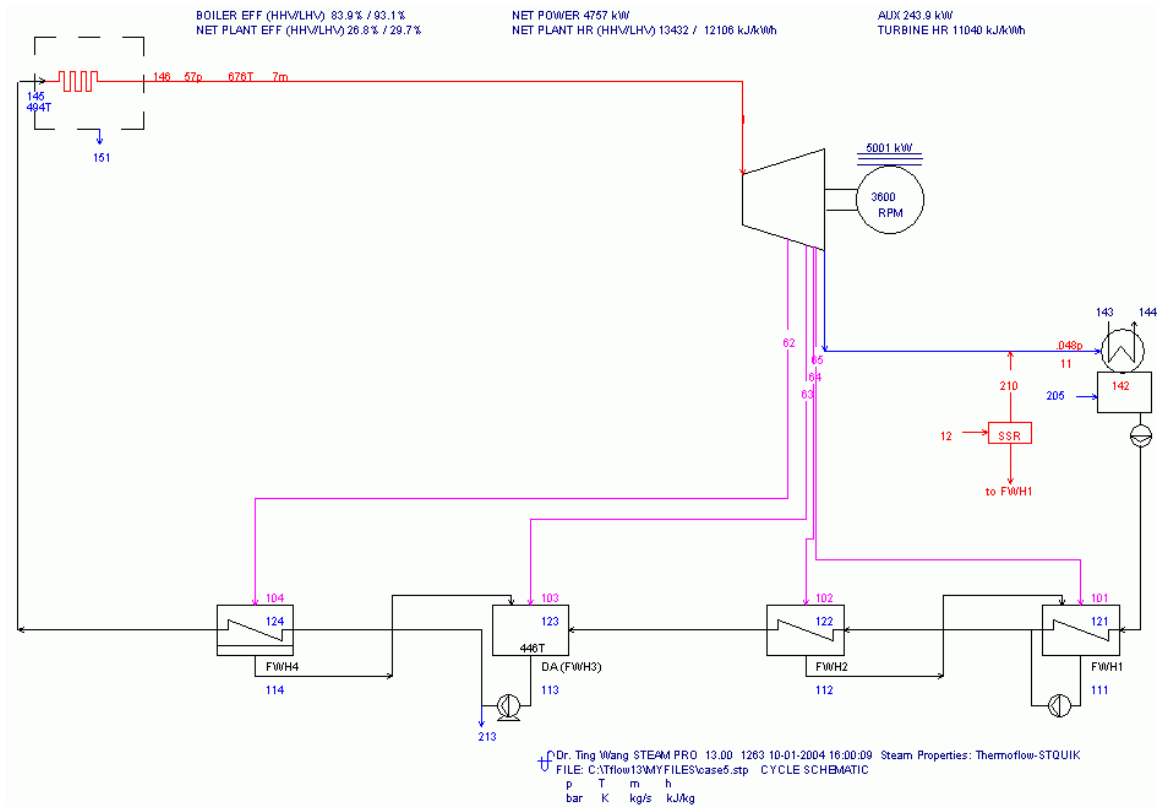 BOILER EFF (HHV/LHV) 83.9% / 93.1%
NET PLANT EFF (HHV/LHV) 26.8% / 29.7%
NET POWER 4757 kW
NET PLANT HR (HHV/LHV) 13432 / 12106 kJ/kWh
AUX 243.9 kW
TURBINE HR 11040 kJ/kWh
146 57p 676T 7m
145
494T
151
5001 kW
3600
RPM
143 144
62
65
64
63
.048p
11
210
142
205
12
SSR
to FWH1
104
103
102
101
124
123
122
121
446T
FWH4
DA (FWH3)
FWH2
FWH1
114
113
112
111
213
Dr. Ting Wang STEAM PRO 13.00 1263 10-01-2004 16:00:09 Steam Properties: Thermoflow-STQUIK
FILE: C:\Tflow13\MYFILES\case5.stp CYCLE SCHEMATIC
p T m h
bar K kg/s kJ/kg